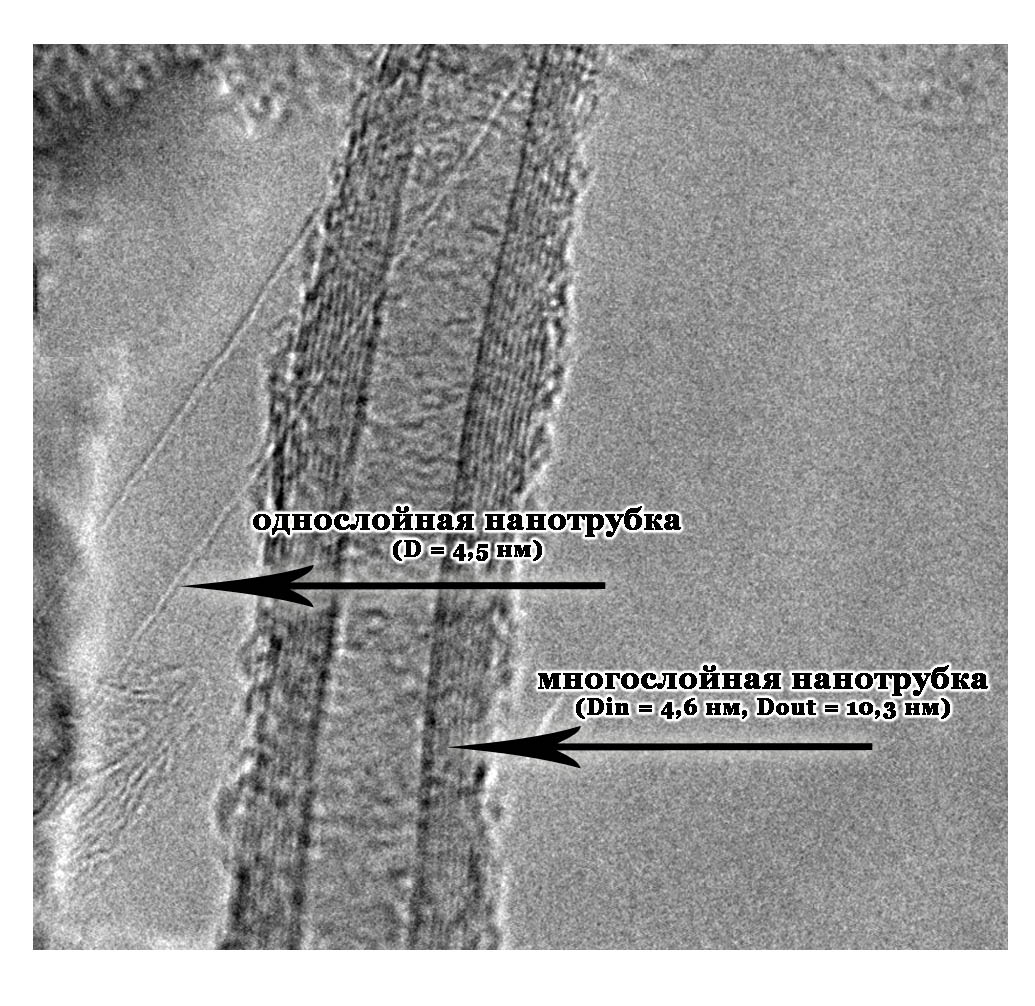 однослойная нанотрубка
(D = 4,5 нм)
многослойная нанотрубка
(Din = 4,6 нм, Dout = 10,3 нм)